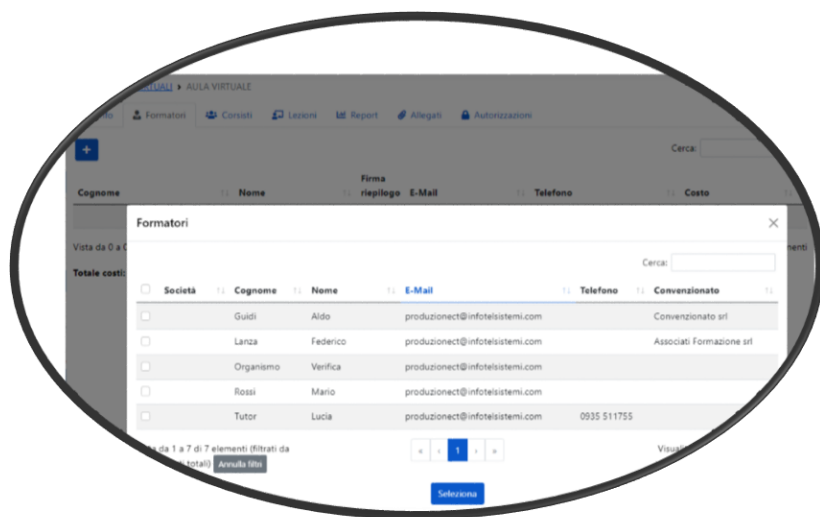 RTUALI › AULA VIRTUALE
Formatori Corsisti Lezioni Report Allegati Autorizzazioni
+ Cerca:
Cognome Nome Firma riepilogo E-Mail Telefono Costo
Vista da 0 a 0
menti
Totale costi:
Formatori ×
Cerca:
Società Cognome Nome E-Mail Telefono Convenzionato
Guidi Aldo produzionect@infotelsistemi.com Convenzionato srl
Lanza Federico produzionect@infotelsistemi.com Associati Formazione srl
Organismo Verifica produzionect@infotelsistemi.com
Rossi Mario produzionect@infotelsistemi.com
Tutor Lucia produzionect@infotelsistemi.com 0935 511755
da 1 a 7 di 7 elementi (filtrati da « ‹ 1 › » Visuali
totali) Annulla filtri
Seleziona